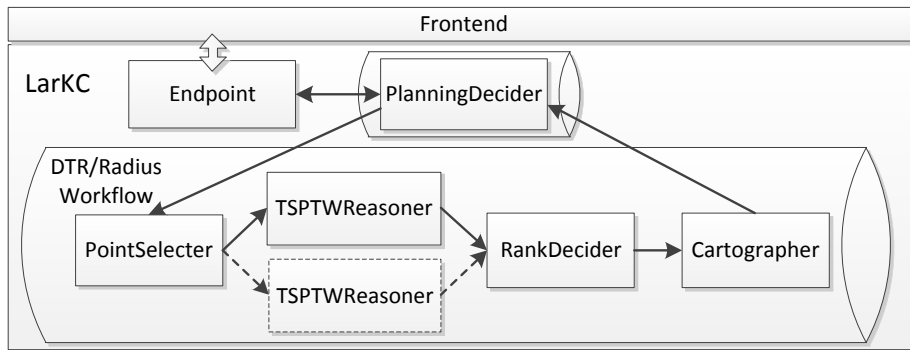 Frontend
LarKC
Endpoint
PlanningDecider
DTR/Radius
Workflow
PointSelecter
TSPTWReasoner
TSPTWReasoner
RankDecider
Cartographer